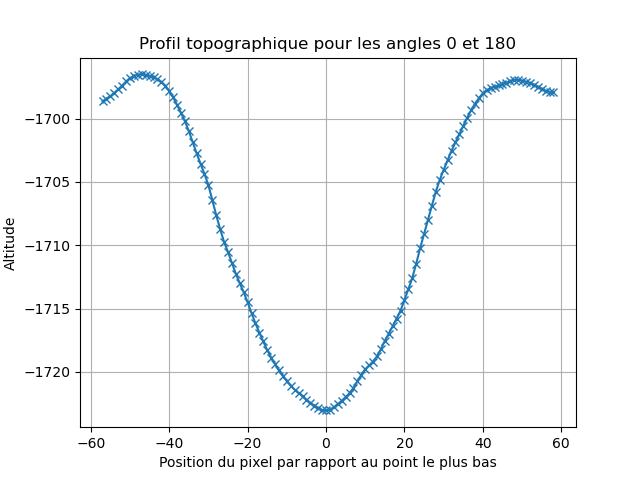 Profil topographique pour les angles 0 et 180
Altitude
−1700
−1705
−1710
−1715
−1720
−60 −40 −20 0 20 40 60
Position du pixel par rapport au point le plus bas